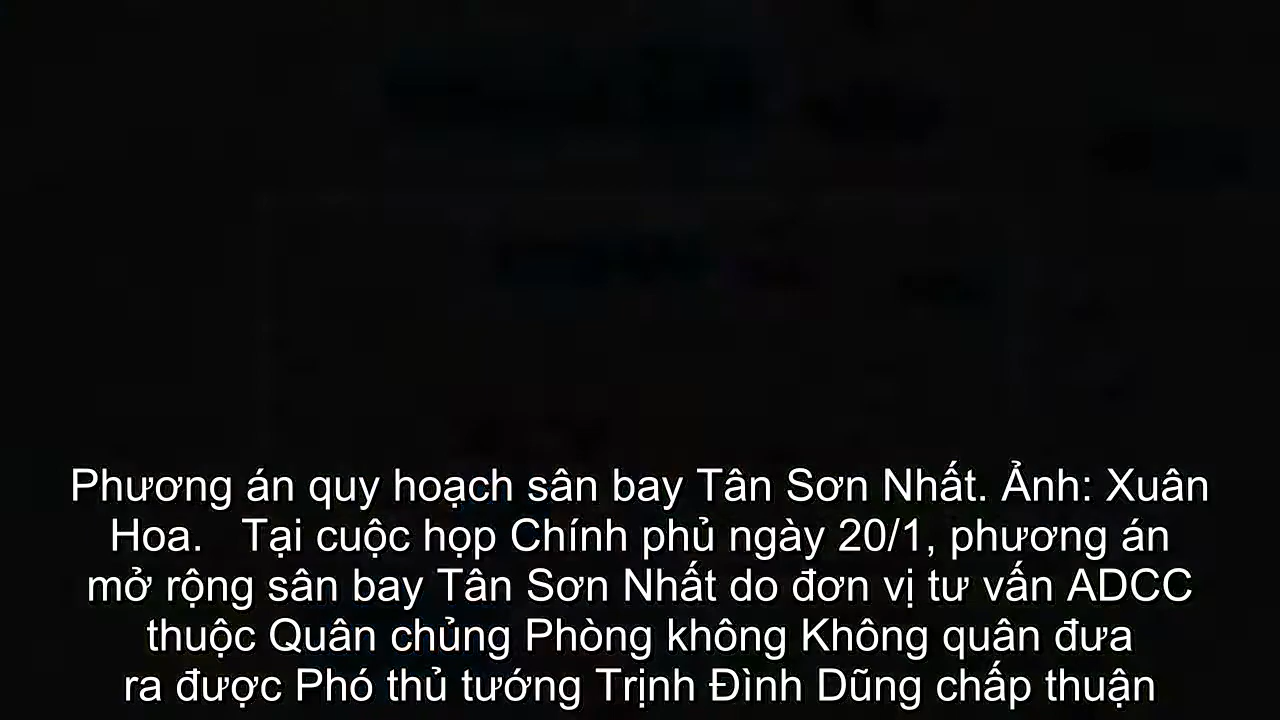 Phương án quy hoạch sân bay Tân Sơn Nhất. Ảnh: Xuân
Hoa. Tại cuộc họp Chính phủ ngày 20/1, phương án
mở rộng sân bay Tân Sơn Nhất do đơn vị tư vấn ADCC
thuộc Quân chủng Phòng không Không quân đưa
ra được Phó thủ tướng Trịnh Đình Dũng chấp thuận